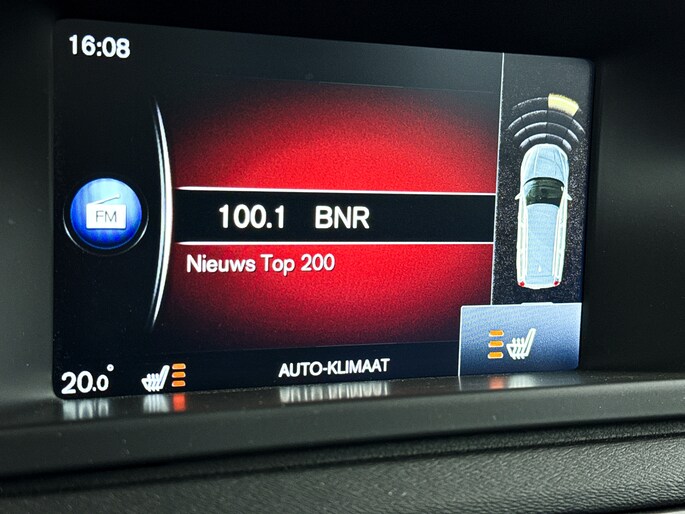 16:08
FM
100.1 BNR
Nieuws Top 200
20.0°
AUTO-KLIMAAT